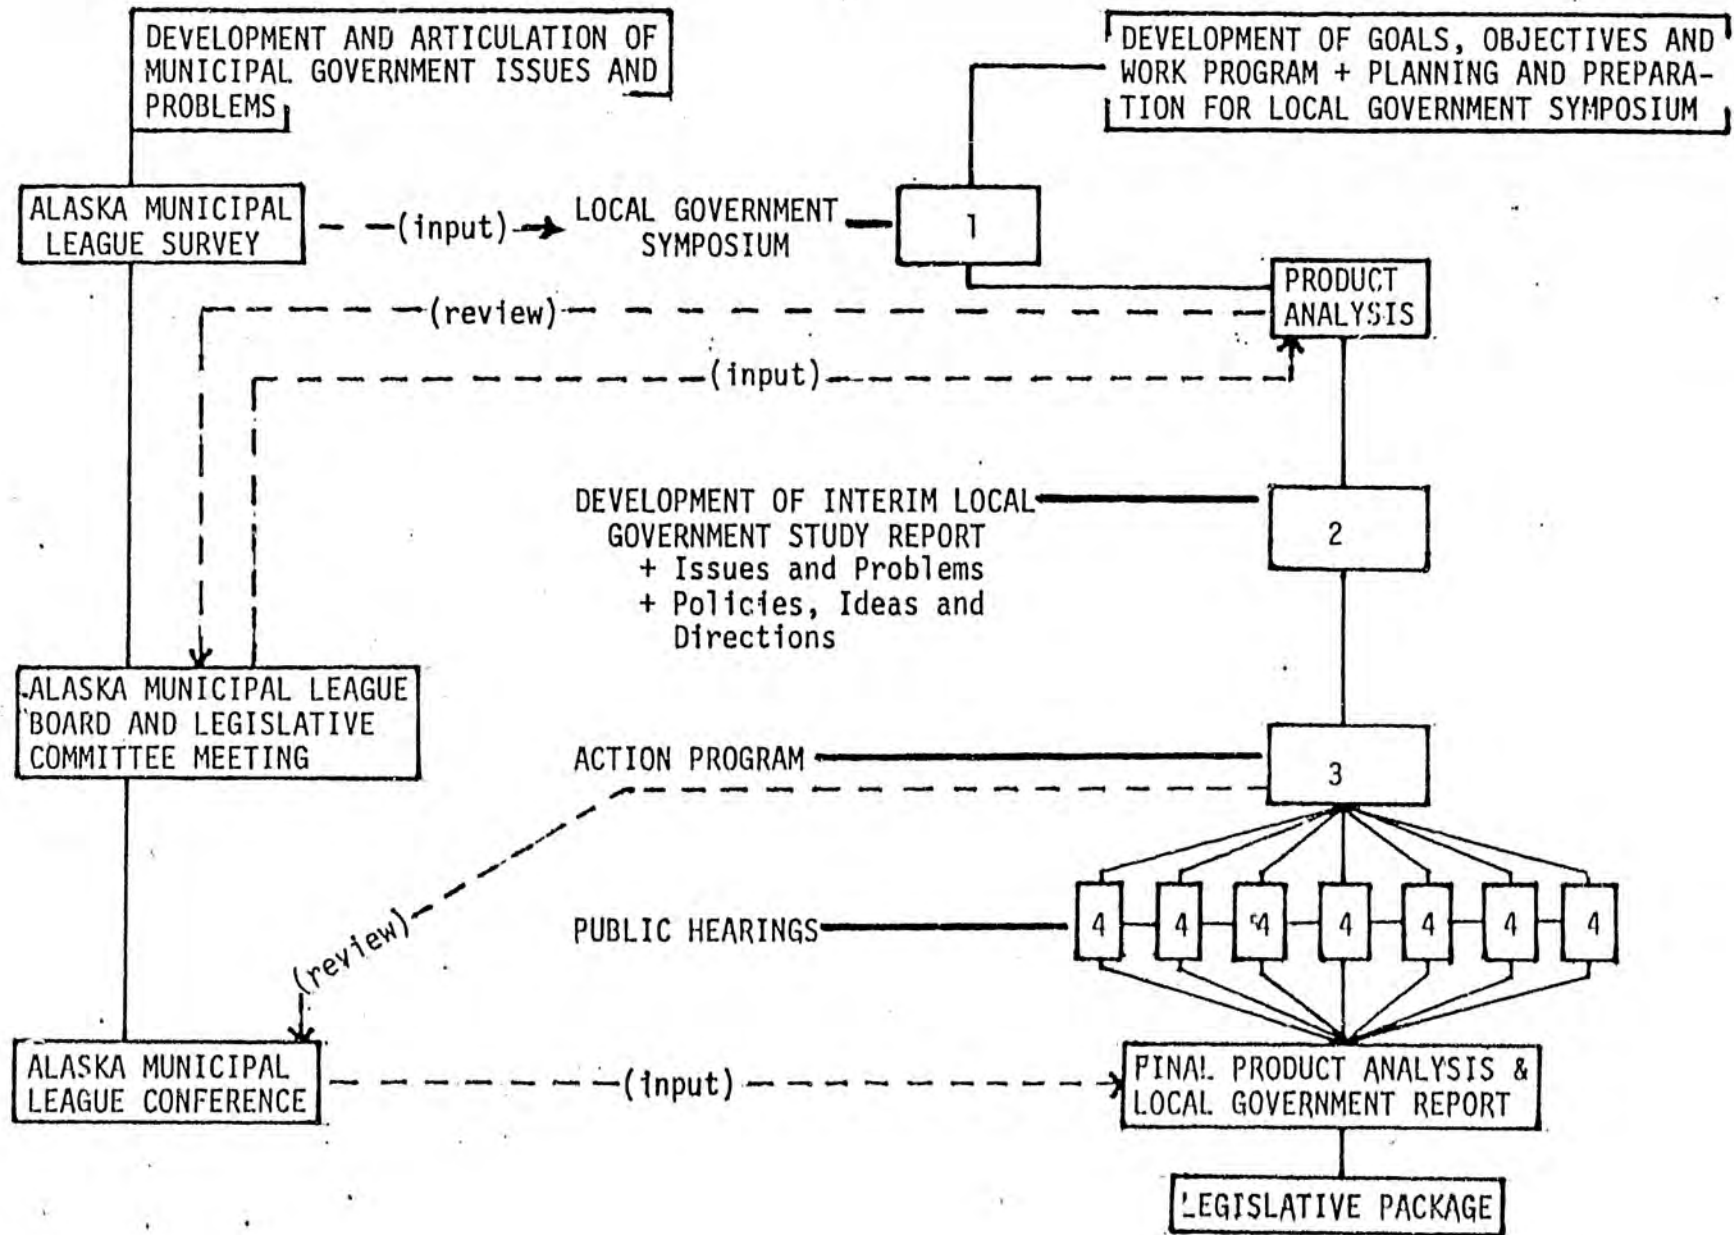 DEVELOPMENT AND ARTICULATION OF
MUNICIPAL GOVERNMENT ISSUES AND
PROBLEMS
DEVELOPMENT OF GOALS, OBJECTIVES AND
WORK PROGRAM + PLANNING AND PREPARA-
TION FOR LOCAL GOVERNMENT SYMPOSIUM
ALASKA MUNICIPAL
LEAGUE SURVEY
(input)
LOCAL GOVERNMENT
SYMPOSIUM
1
PRODUCT
ANALYSIS
(review)
(input)
DEVELOPMENT OF INTERIM LOCAL
GOVERNMENT STUDY REPORT
+ Issues and Problems
+ Policies, Ideas and
Directions
2
ALASKA MUNICIPAL LEAGUE
BOARD AND LEGISLATIVE
COMMITTEE MEETING
ACTION PROGRAM
3
(review)
PUBLIC HEARINGS
4 4 4 4 4 4 4
ALASKA MUNICIPAL
LEAGUE CONFERENCE
(input)
FINAL PRODUCT ANALYSIS &
LOCAL GOVERNMENT REPORT
LEGISLATIVE PACKAGE